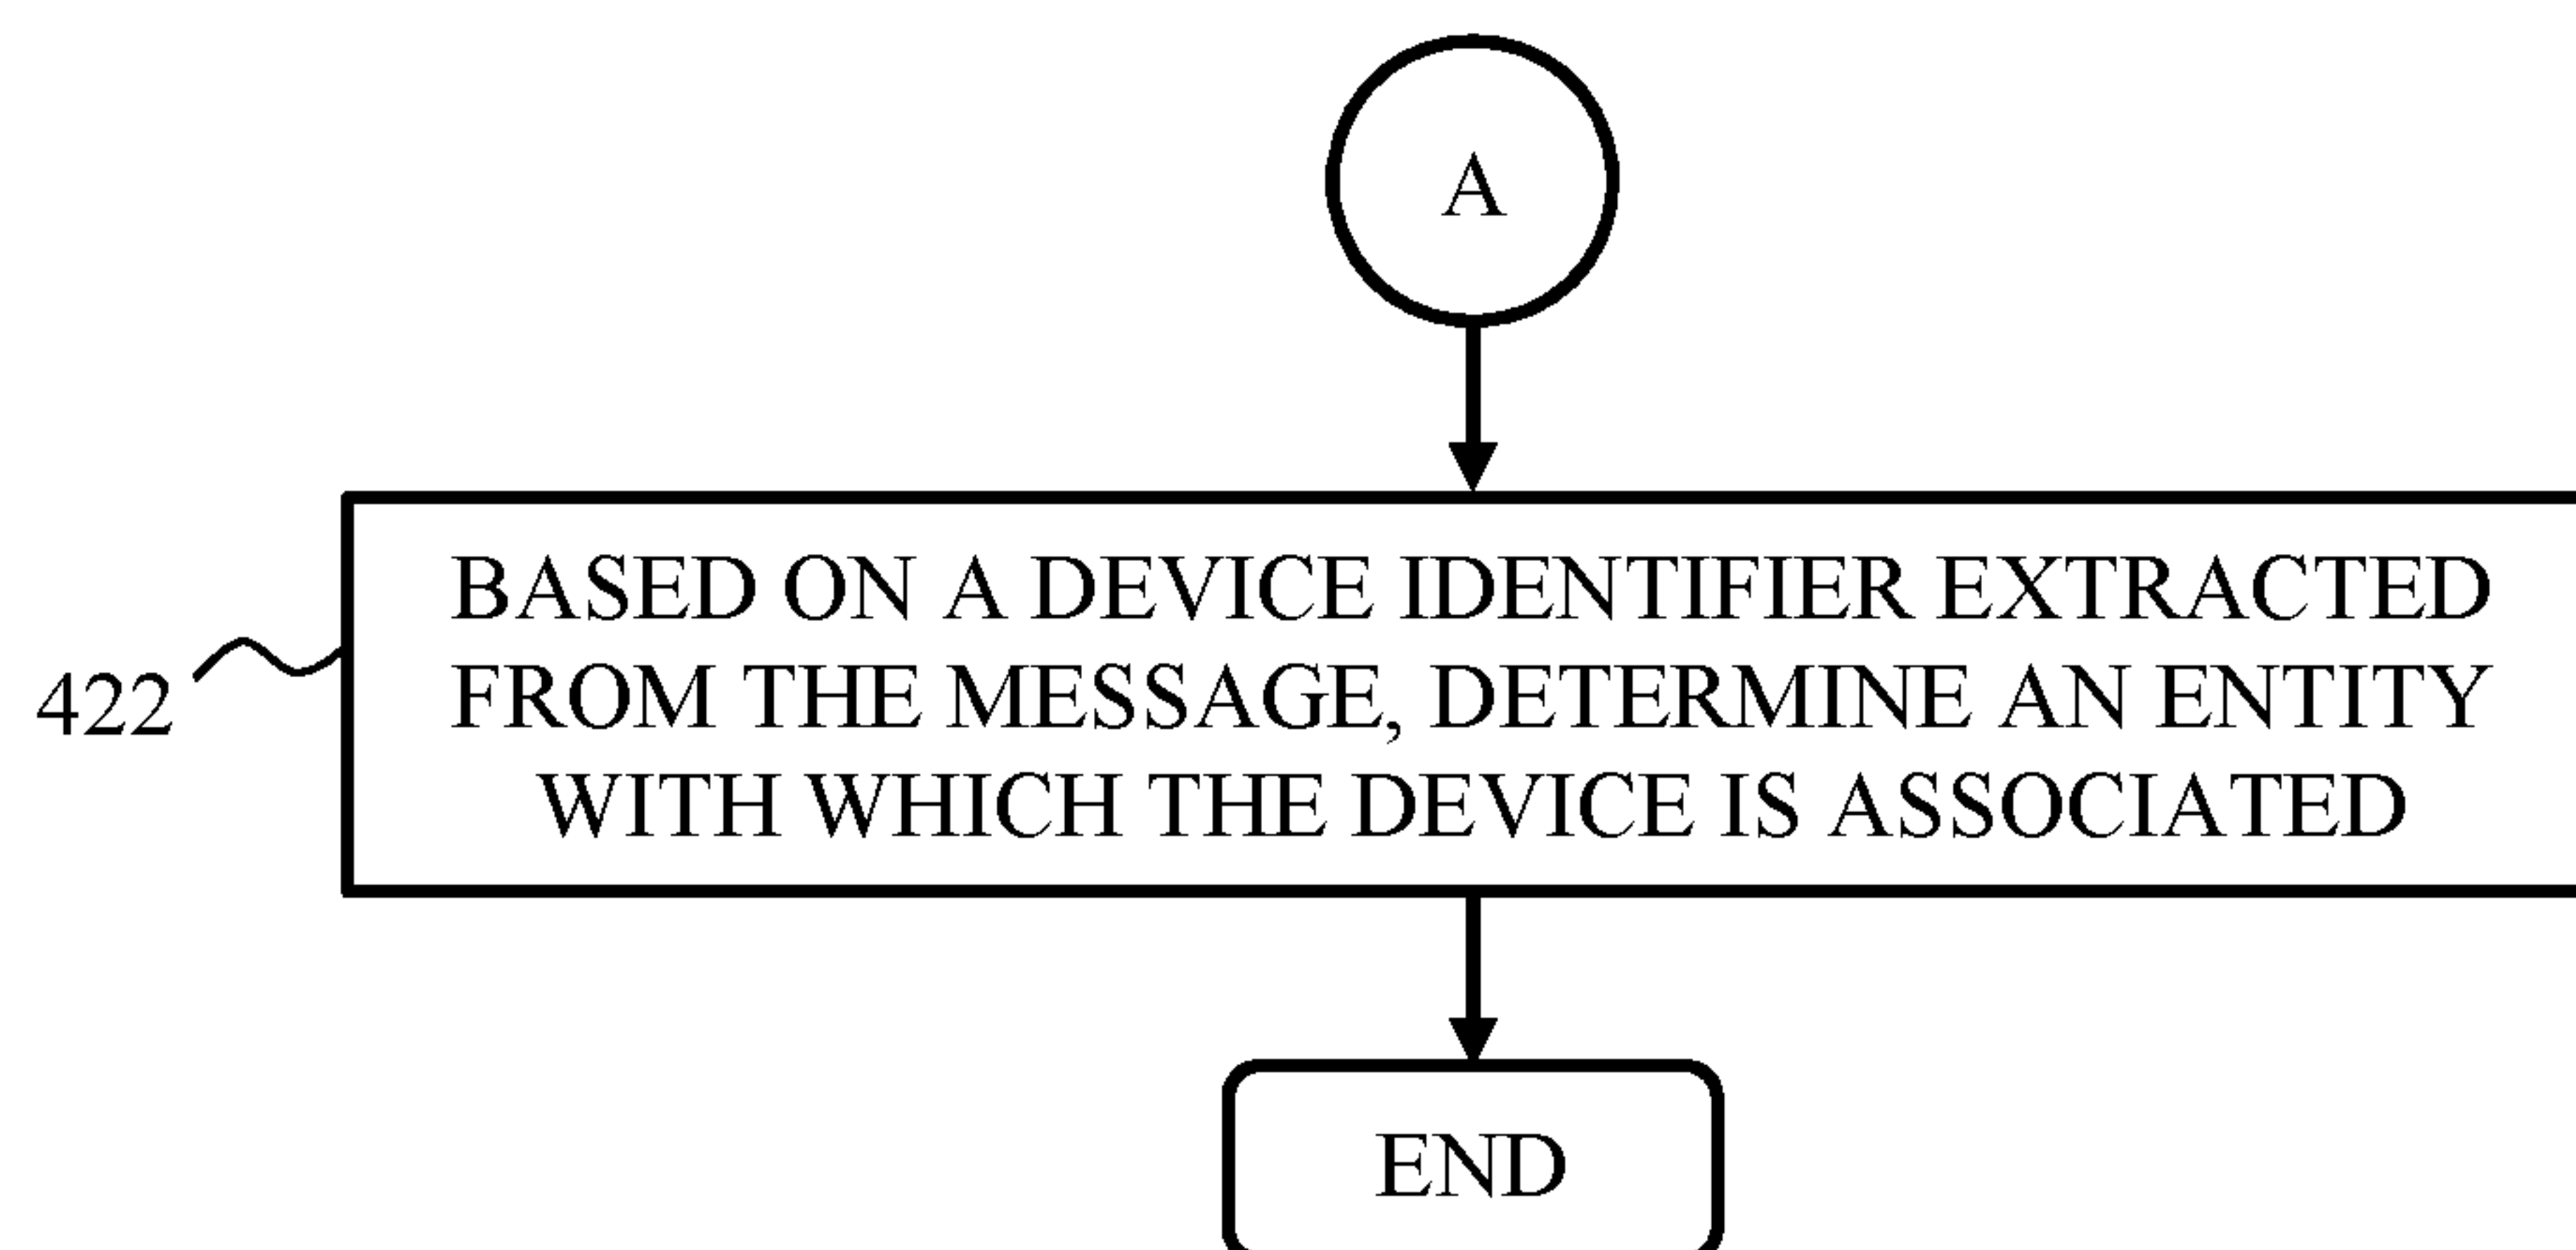 A
BASED ON A DEVICE IDENTIFIER EXTRACTED
FROM THE MESSAGE, DETERMINE AN ENTITY
WITH WHICH THE DEVICE IS ASSOCIATED
422
END